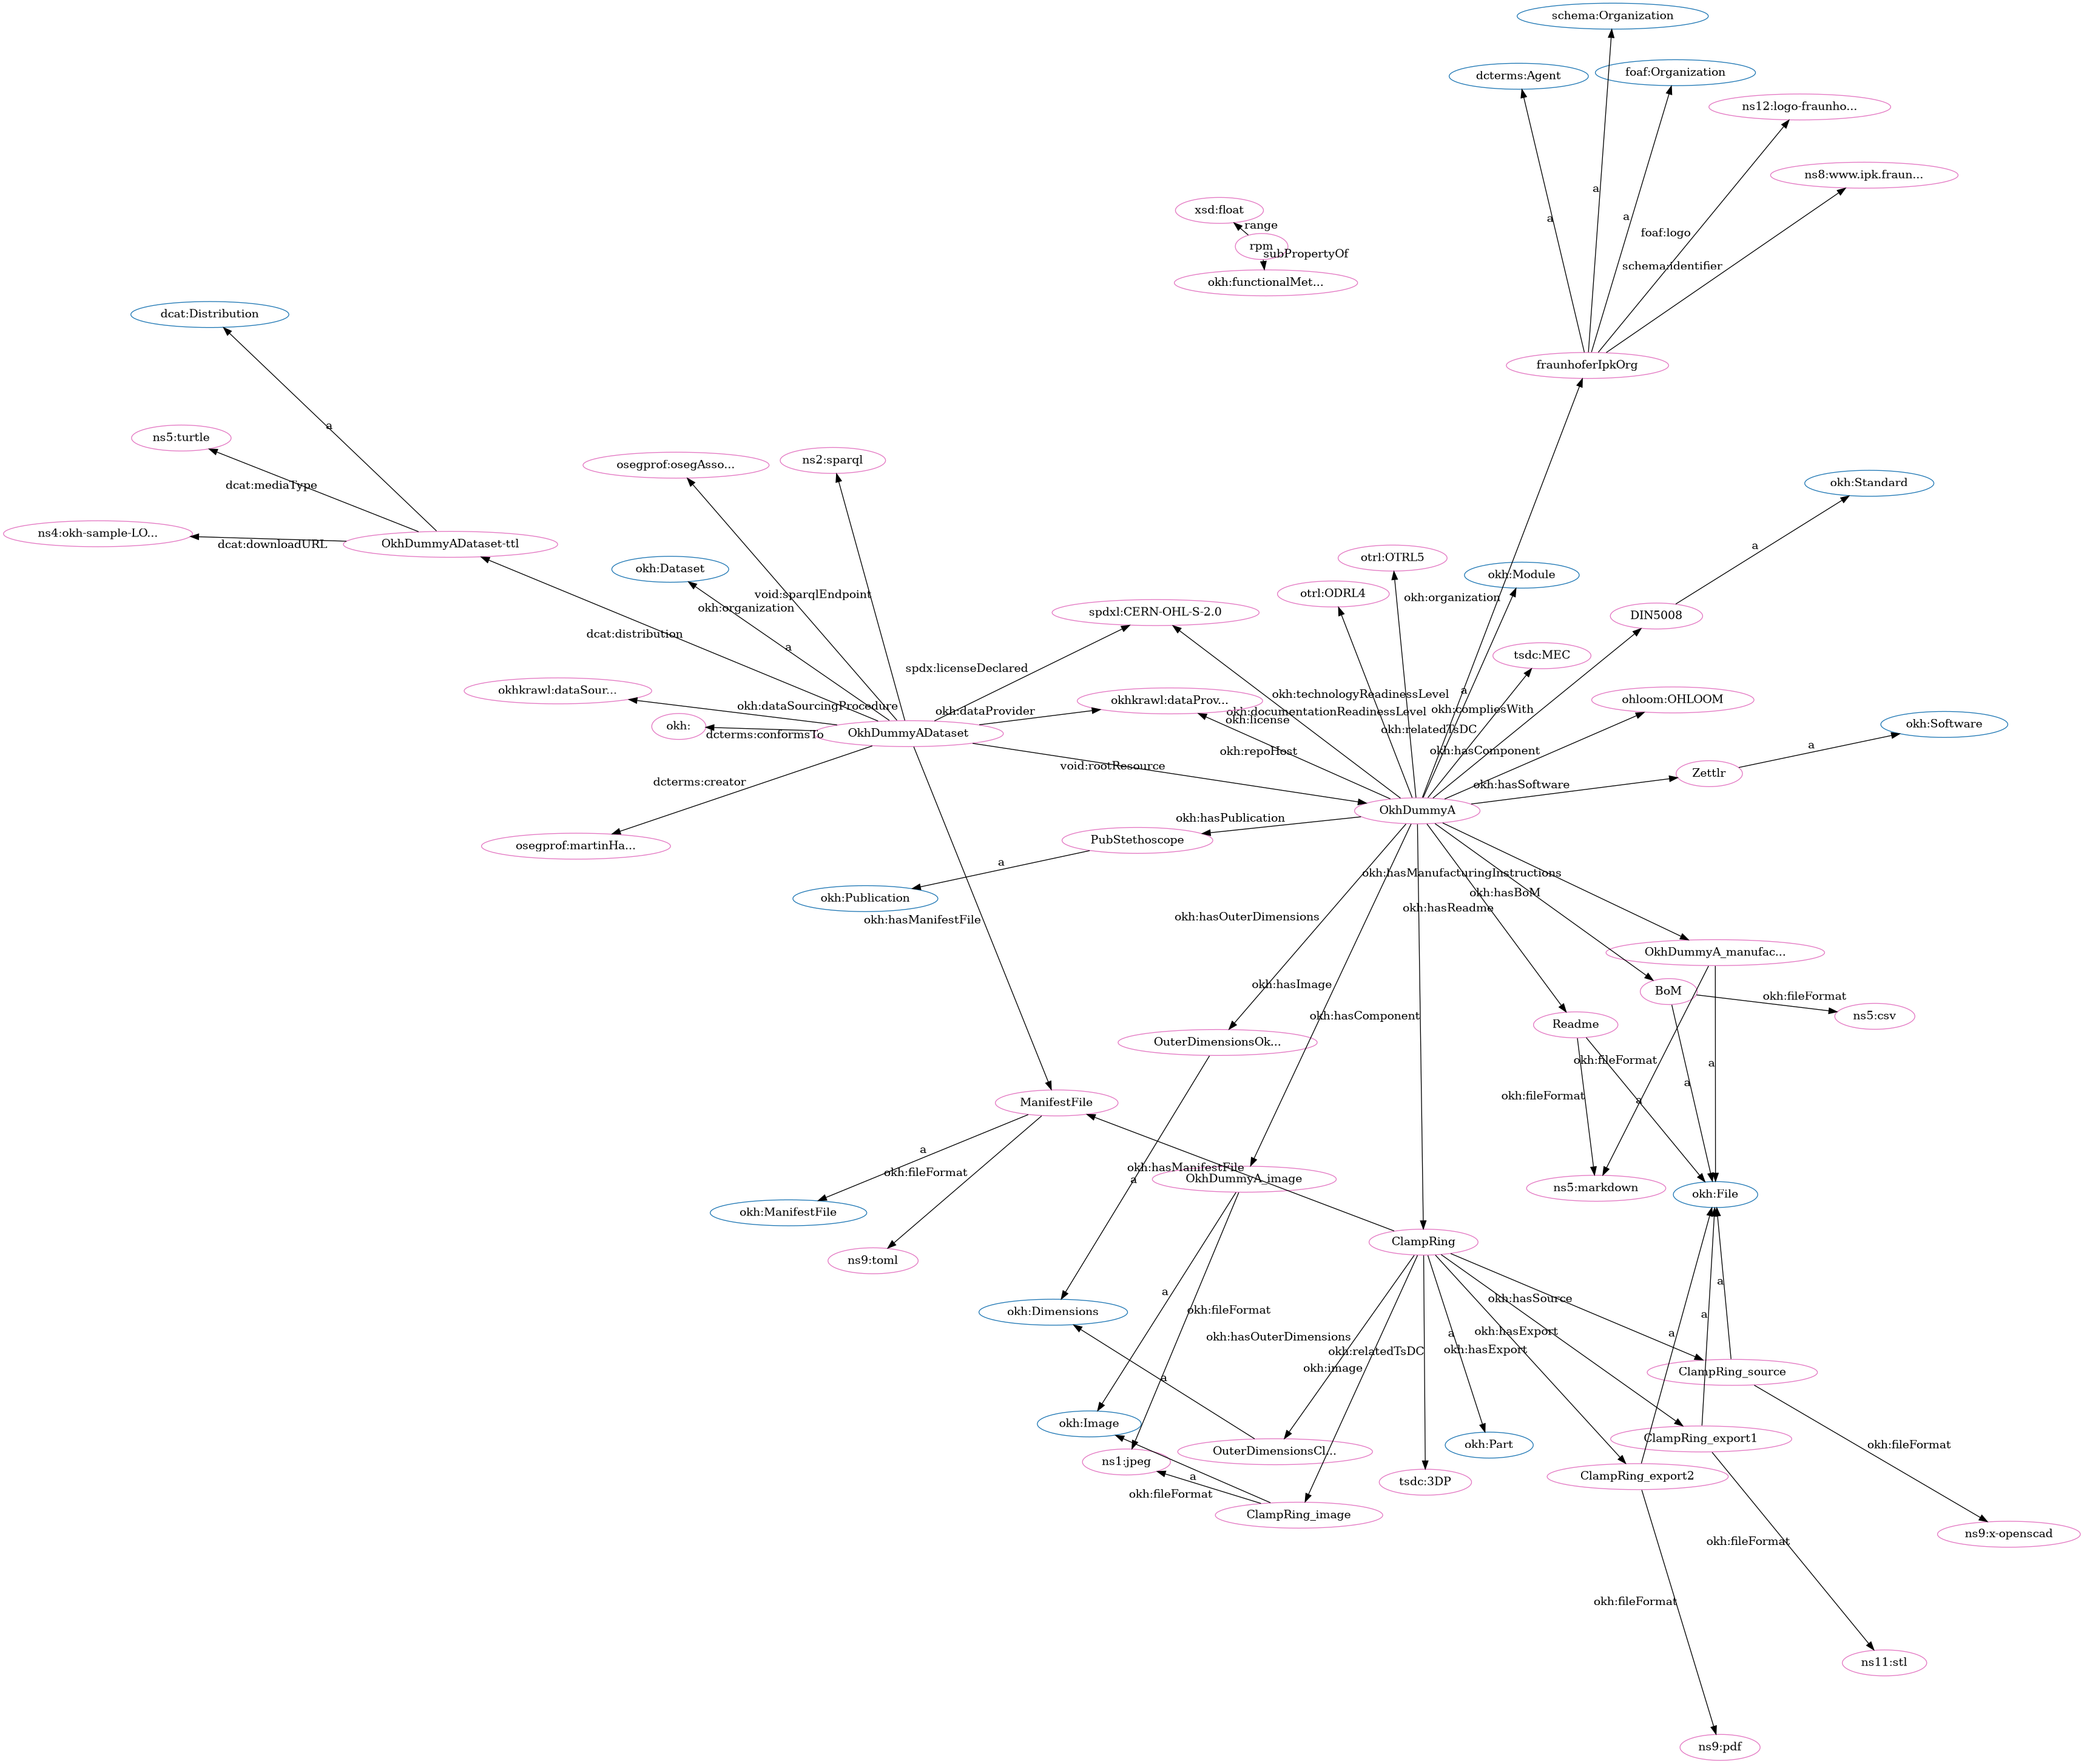 schema:Organization
dcterms:Agent
foaf:Organization
ns12:logo-fraunho...
ns8:www.ipk.fraun...
a
a
a
foaf:logo
schema:identifier
xsd:float
range
rpm
subPropertyOf
okh:functionalMet...
fraunhoferIpkOrg
dcat:Distribution
a
ns5:turtle
dcat:mediaType
ns4:okh-sample-LO...
dcat:downloadURL
OkhDummyADataset-ttl
osegprof:osegAsso...
ns2:sparql
okh:Dataset
void:sparqlEndpoint
okh:organization
dcat:distribution
a
otrl:OTRL5
otrl:ODRL4
okh:organization
okh:Module
okh:Standard
a
DIN5008
spdxl:CERN-OHL-S-2.0
spdx:licenseDeclared
tsdc:MEC
okhkrawl:dataSour...
okh:dataSourcingProcedure
okh:dataProvider
okhkrawl:dataProv...
okh:technologyReadinessLevel
okh:documentationReadinessLevel
okh:license
a
okh:compliesWith
okh:relatedTsDC
ohloom:OHLOOM
okh:Software
a
okh:
dcterms:conformsTo
OkhDummyADataset
okh:repoHost
okh:hasComponent
void:rootResource
okh:hasSoftware
Zettlr
dcterms:creator
OkhDummyA
okh:hasPublication
osegprof:martinHa...
PubStethoscope
a
okh:Publication
okh:hasManifestFile
okh:hasManufacturingInstructions
okh:hasBoM
okh:hasReadme
okh:hasOuterDimensions
OkhDummyA_manufac...
okh:hasImage
okh:hasComponent
BoM
okh:fileFormat
ns5:csv
Readme
OuterDimensionsOk...
okh:fileFormat
a
a
okh:fileFormat
a
ManifestFile
a
okh:fileFormat
okh:hasManifestFile
a
OkhDummyA_image
ns5:markdown
okh:File
okh:ManifestFile
ns9:toml
ClampRing
okh:Dimensions
a
okh:fileFormat
okh:hasSource
a
a
okh:hasOuterDimensions
okh:relatedTsDC
okh:image
a
okh:hasExport
okh:hasExport
a
a
ClampRing_source
okh:Image
ns1:jpeg
OuterDimensionsCl...
okh:Part
ClampRing_export1
okh:fileFormat
a
okh:fileFormat
tsdc:3DP
ClampRing_export2
ClampRing_image
ns9:x-openscad
okh:fileFormat
okh:fileFormat
ns11:stl
ns9:pdf